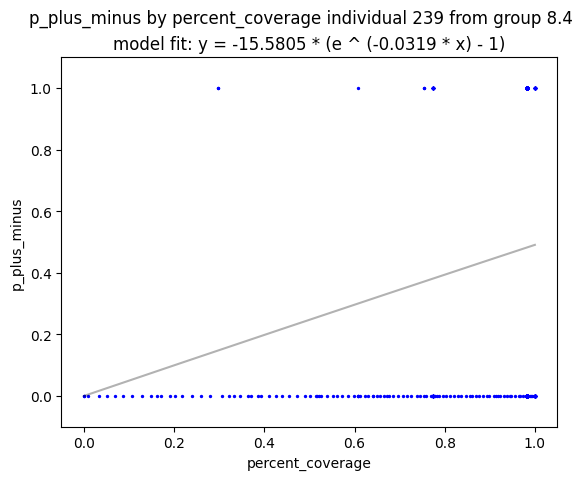 p_plus_minus by percent_coverage individual 239 from group 8.4
model fit: y = -15.5805 * (e ^ (-0.0319 * x) - 1)
1.0
0.8
0.6
0.4
0.2
0.0
p_plus_minus
0.0 0.2 0.4 0.6 0.8 1.0
percent_coverage